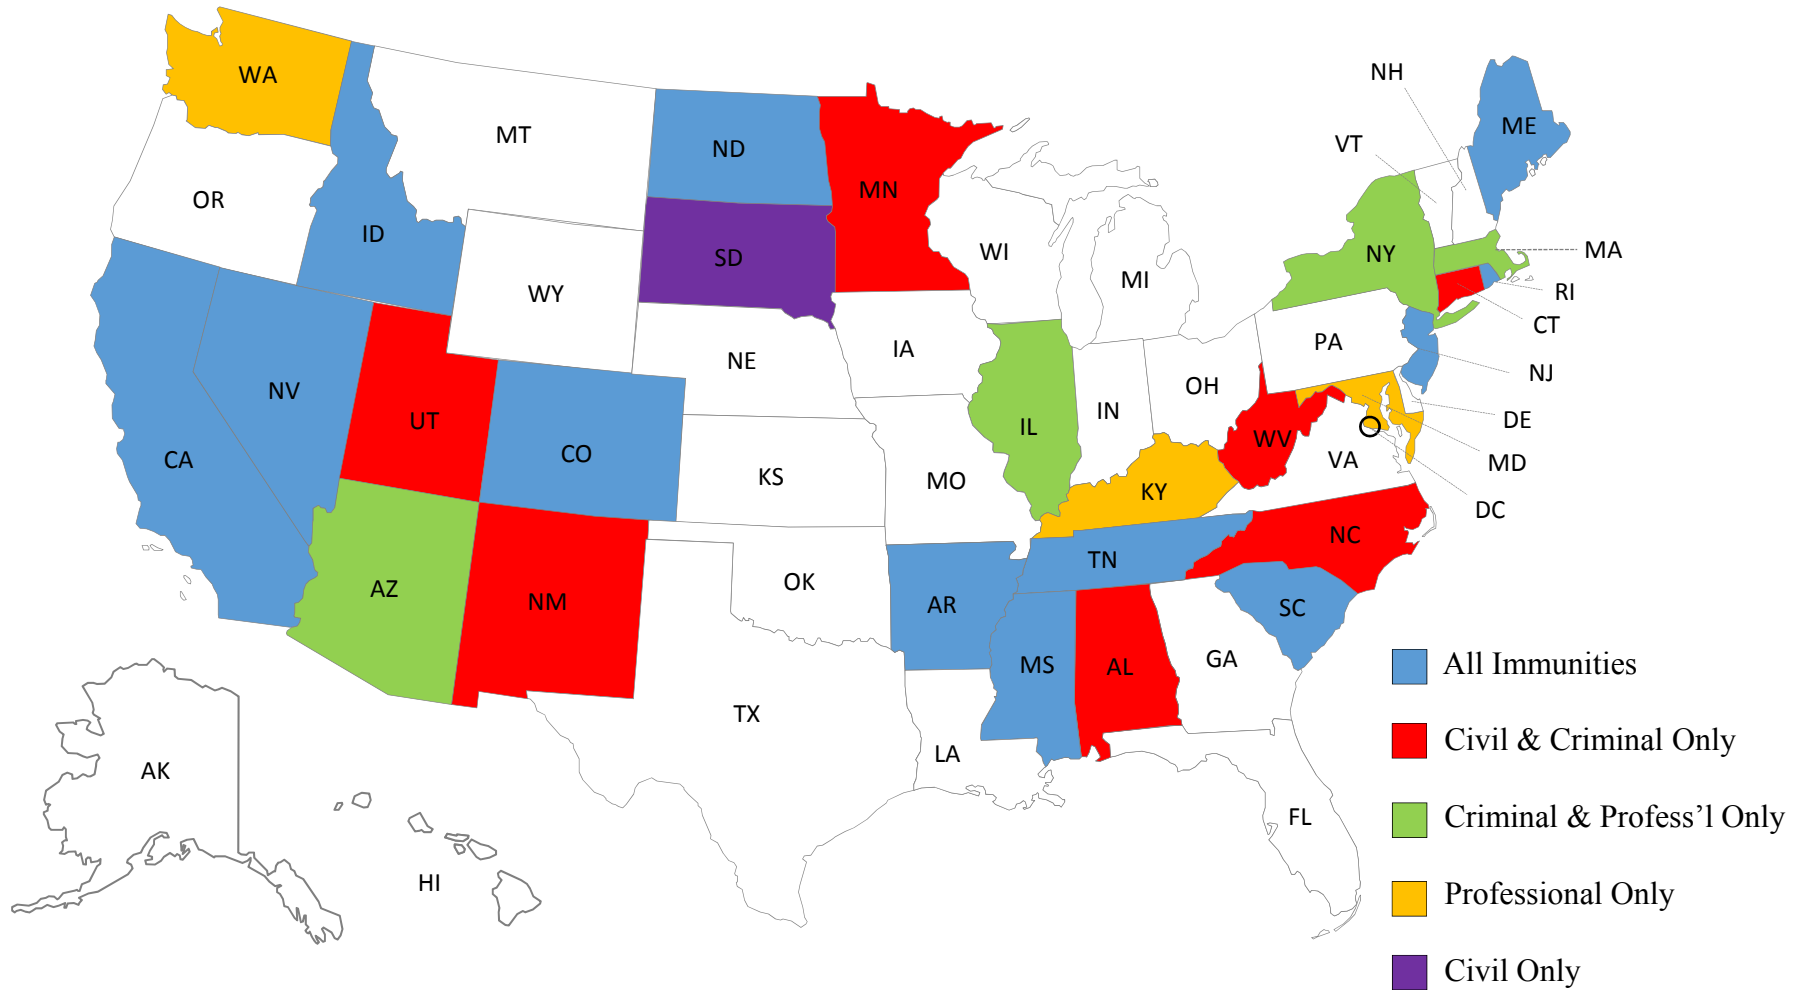 NH
WA
ME
MT
VT
ND
MN
OR
ID
NY
MA
WI
SD
MI
RI
WY
CT
PA
IA
NE
NJ
NV
OH
UT
IN
DE
IL
WV
CO
CA
VA
MD
KS
MO
KY
DC
NC
TN
OK
AZ
NM
AR
SC
GA
MS
AL
All Immunities
TX
Civil & Criminal Only
LA
AK
FL
Criminal & Profess’l Only
HI
Professional Only
Civil Only